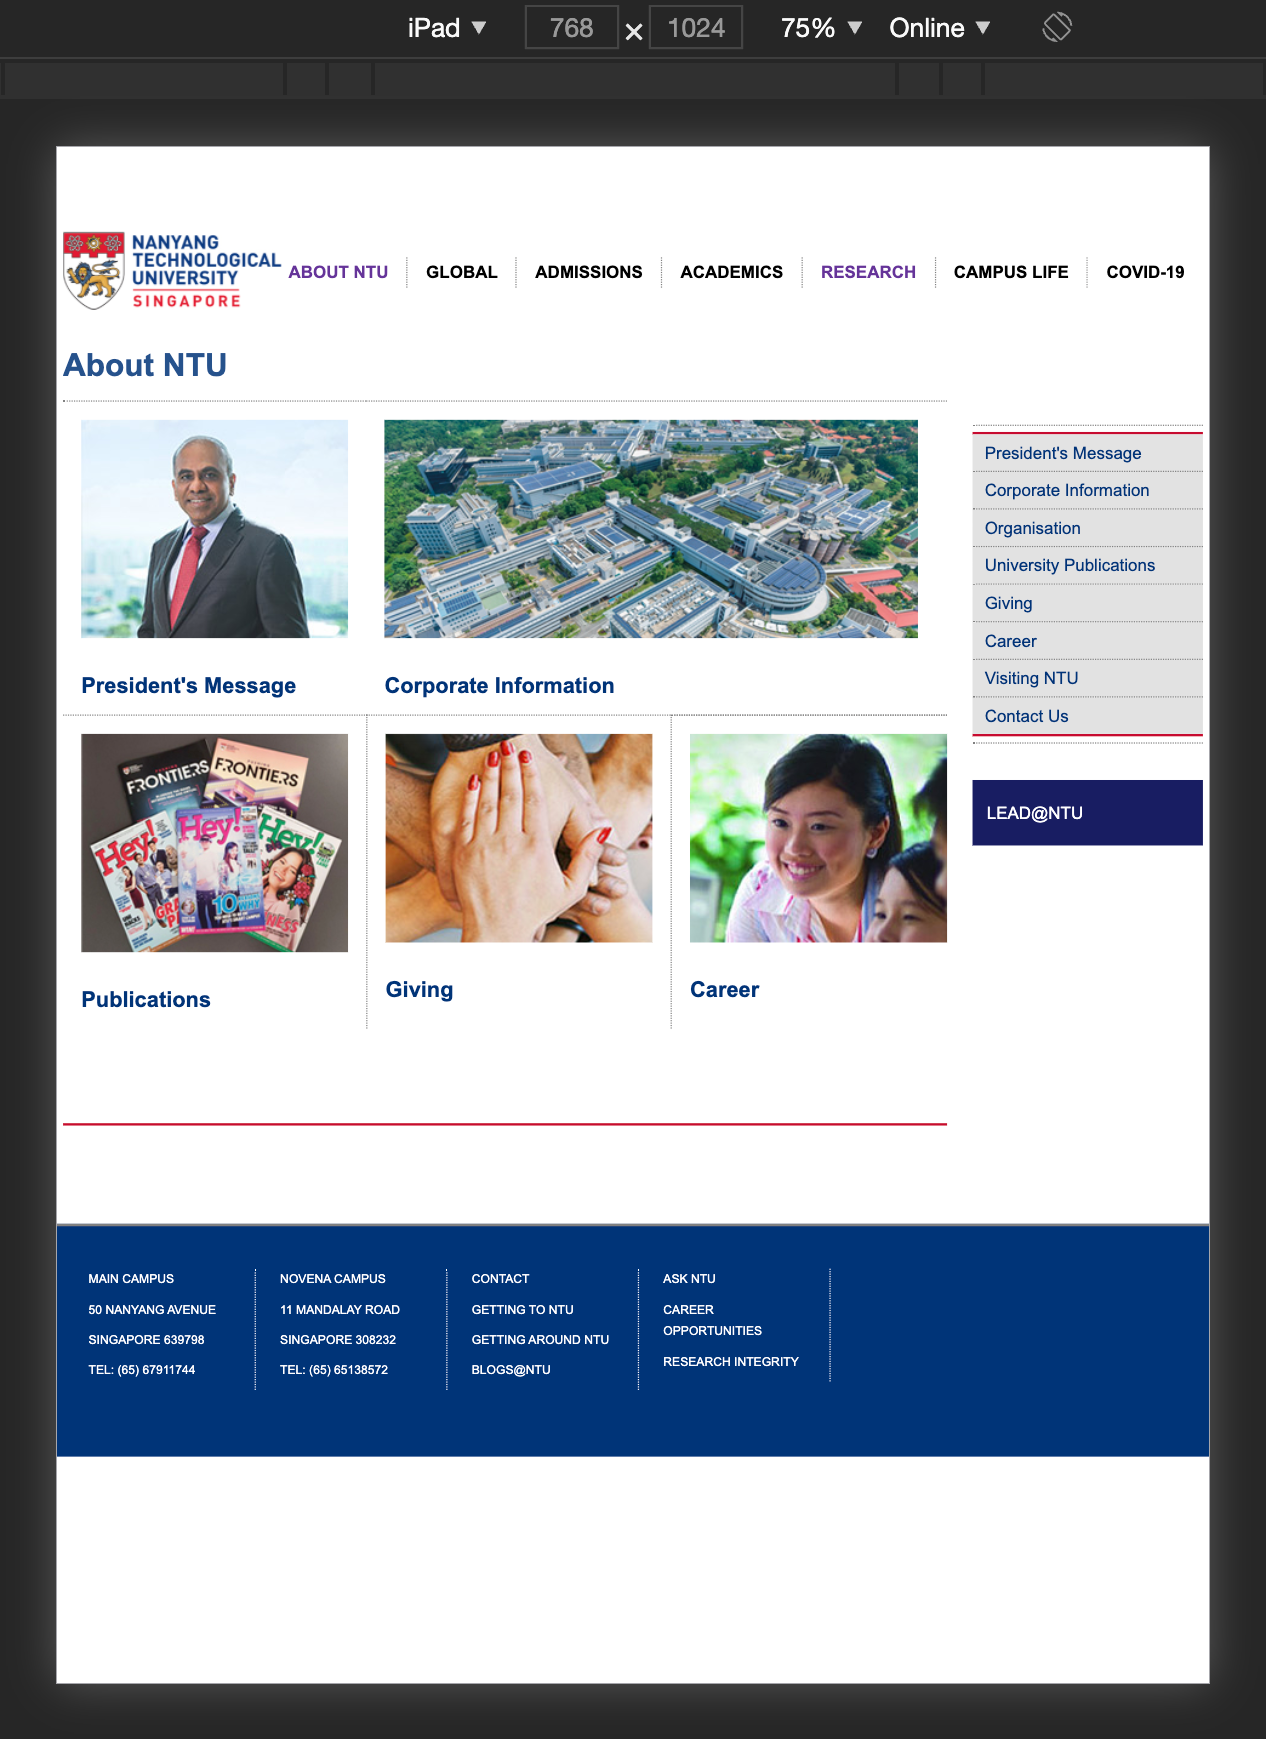 iPad ▼ 768 × 1024 75% ▼ Online ▼
NANYANG
TECHNOLOGICAL
UNIVERSITY
SINGAPORE
ABOUT NTU GLOBAL ADMISSIONS ACADEMICS RESEARCH CAMPUS LIFE COVID-19
About NTU
President's Message
Corporate Information
President's Message
Corporate Information
Organisation
University Publications
Giving
Career
Visiting NTU
Contact Us
LEAD@NTU
FRONTIERS
FRONTIERS
Hey!
Hey!
Hey!
10
Publications
Giving
Career
MAIN CAMPUS
50 NANYANG AVENUE
SINGAPORE 639798
TEL: (65) 67911744
NOVENA CAMPUS
11 MANDALAY ROAD
SINGAPORE 308232
TEL: (65) 65138572
CONTACT
GETTING TO NTU
GETTING AROUND NTU
BLOGS@NTU
ASK NTU
CAREER
OPPORTUNITIES
RESEARCH INTEGRITY